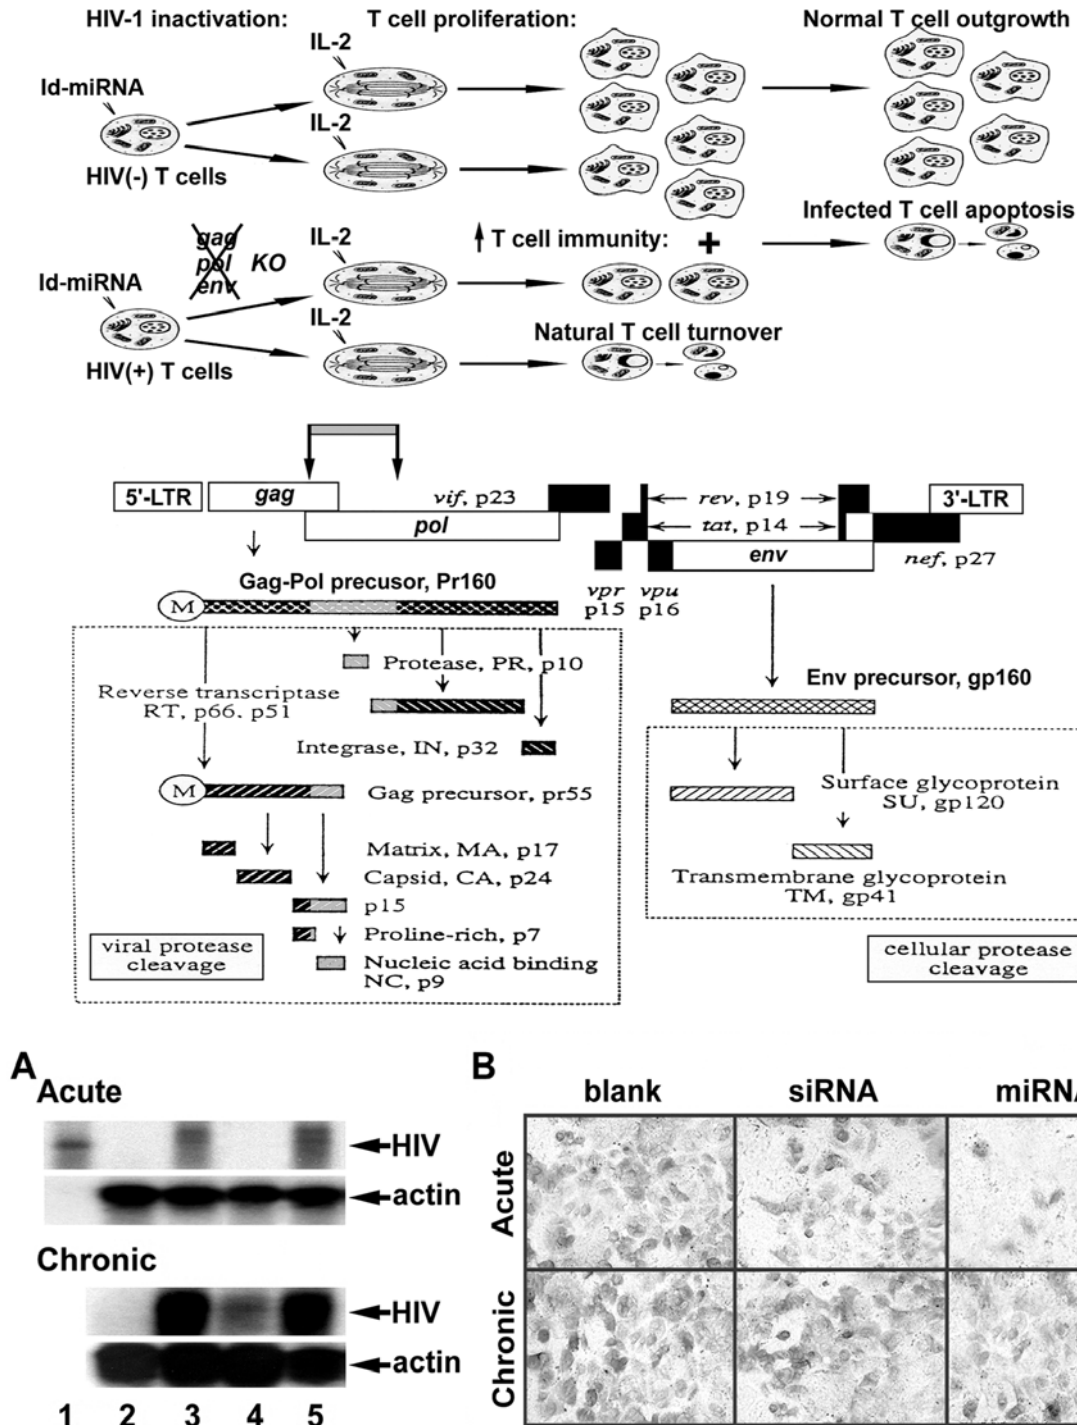 HIV-1 inactivation:
T cell proliferation:
Normal T cell outgrowth
IL-2
Id-miRNA
IL-2
HIV(-) T cells
Infected T cell apoptosis
gag
pol KO
env
IL-2
T cell immunity: +
Id-miRNA
IL-2
Natural T cell turnover
HIV(+) T cells
5'-LTR
gag
vif, p23
rev, p19
3'-LTR
pol
tat, p14
env
nef, p27
Gag-Pol precusor, Pr160
vpr
p15
vpu
p16
M
Protease, PR, p10
Reverse transcriptase
RT, p66. p51
Env precursor, gp160
Integrase, IN, p32
M
Gag precursor, pr55
Surface glycoprotein
SU, gp120
Matrix, MA, p17
Capsid, CA, p24
Transmembrane glycoprotein
TM, gp41
p15
Proline-rich, p7
viral protease
cleavage
Nucleic acid binding
NC, p9
cellular protease
cleavage
A
Acute
HIV
actin
Chronic
HIV
actin
1 2 3 4 5
B
blank siRNA miRNA
Acute
Chronic